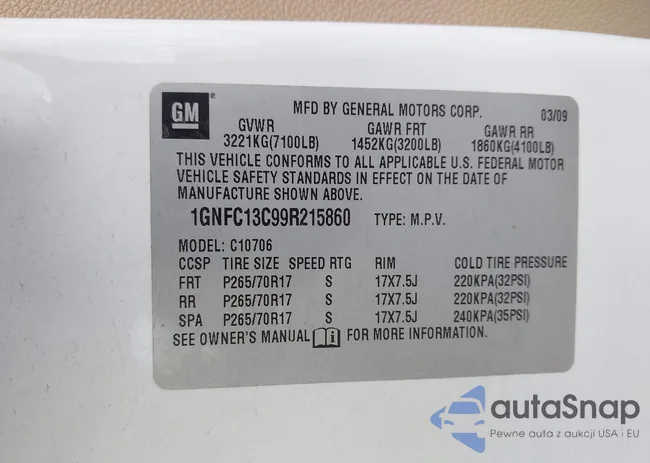 GM
MFD BY GENERAL MOTORS CORP. 03/09
GVWR GAWR FRT GAWR RR
3221KG(7100LB) 1452KG(3200LB) 1860KG(4100LB)
THIS VEHICLE CONFORMS TO ALL APPLICABLE U.S. FEDERAL MOTOR
VEHICLE SAFETY STANDARDS IN EFFECT ON THE DATE OF
MANUFACTURE SHOWN ABOVE.
1GNFC13C99R215860 TYPE: M.P.V.
MODEL: C10706
CCSP TIRE SIZE SPEED RTG RIM COLD TIRE PRESSURE
FRT P265/70R17 S 17X7.5J 220KPA(32PSI)
RR P265/70R17 S 17X7.5J 220KPA(32PSI)
SPA P265/70R17 S 17X7.5J 240KPA(35PSI)
SEE OWNER'S MANUAL FOR MORE INFORMATION.
autaSnap
Pewne auta z aukcji USA i EU